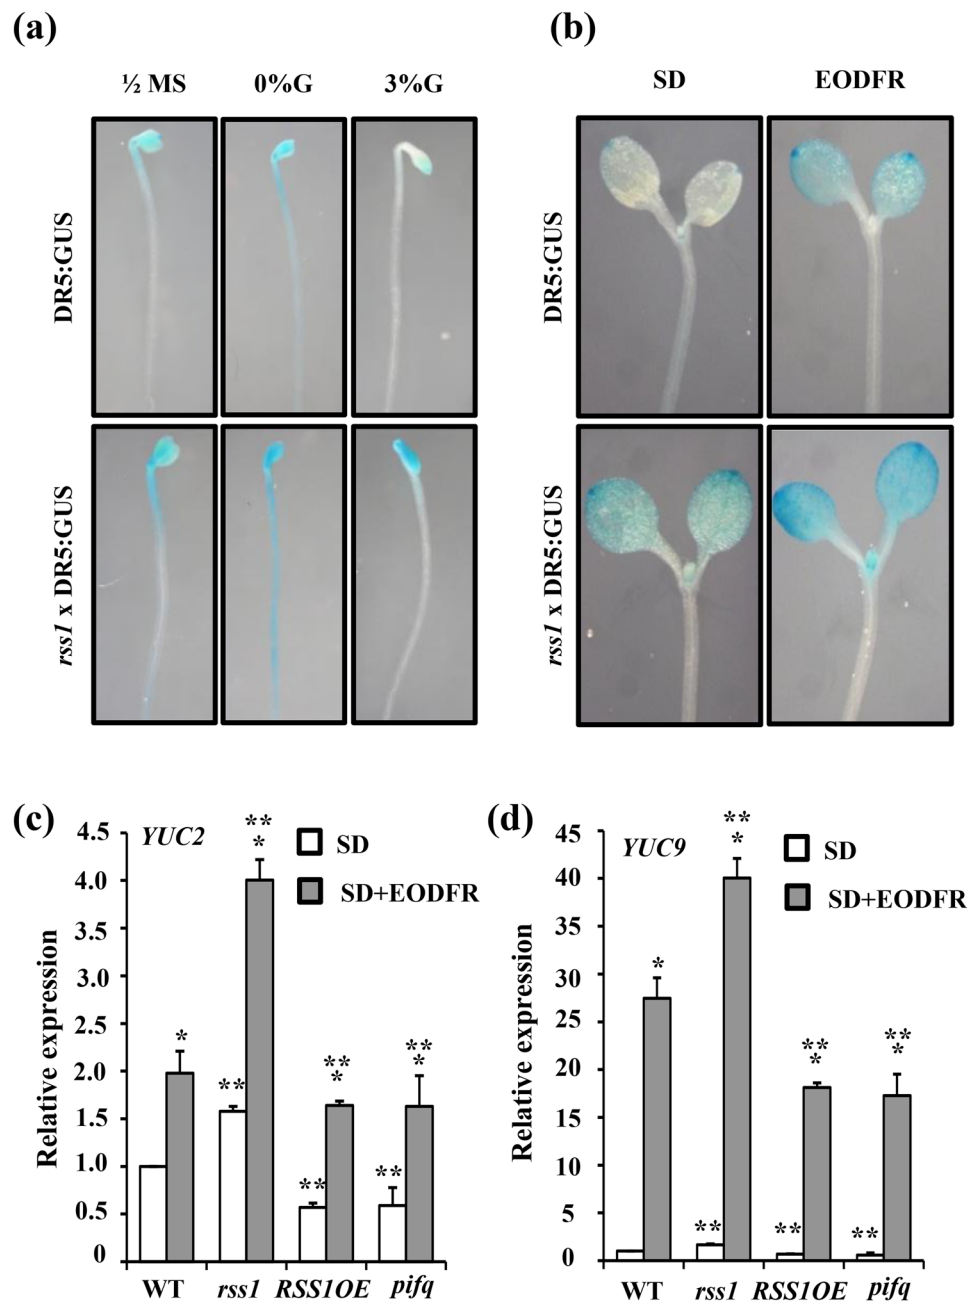 (a)
½ MS 0%G 3%G
DR5:GUS
rss1 x DR5:GUS
(b)
SD EODFR
DR5:GUS
rss1 x DR5:GUS
(c)
YUC2
SD
SD+EODFR
Relative expression
4.5
4.0
3.5
3.0
2.5
2.0
1.5
1.0
0.5
0
**
*
*
**
**
*
**
**
*
**
WT rss1 RSS1OE pifq
(d)
YUC9
SD
SD+EODFR
Relative expression
45
40
35
30
25
20
15
10
5
0
**
*
*
**
**
*
**
**
*
**
WT rss1 RSS1OE pifq